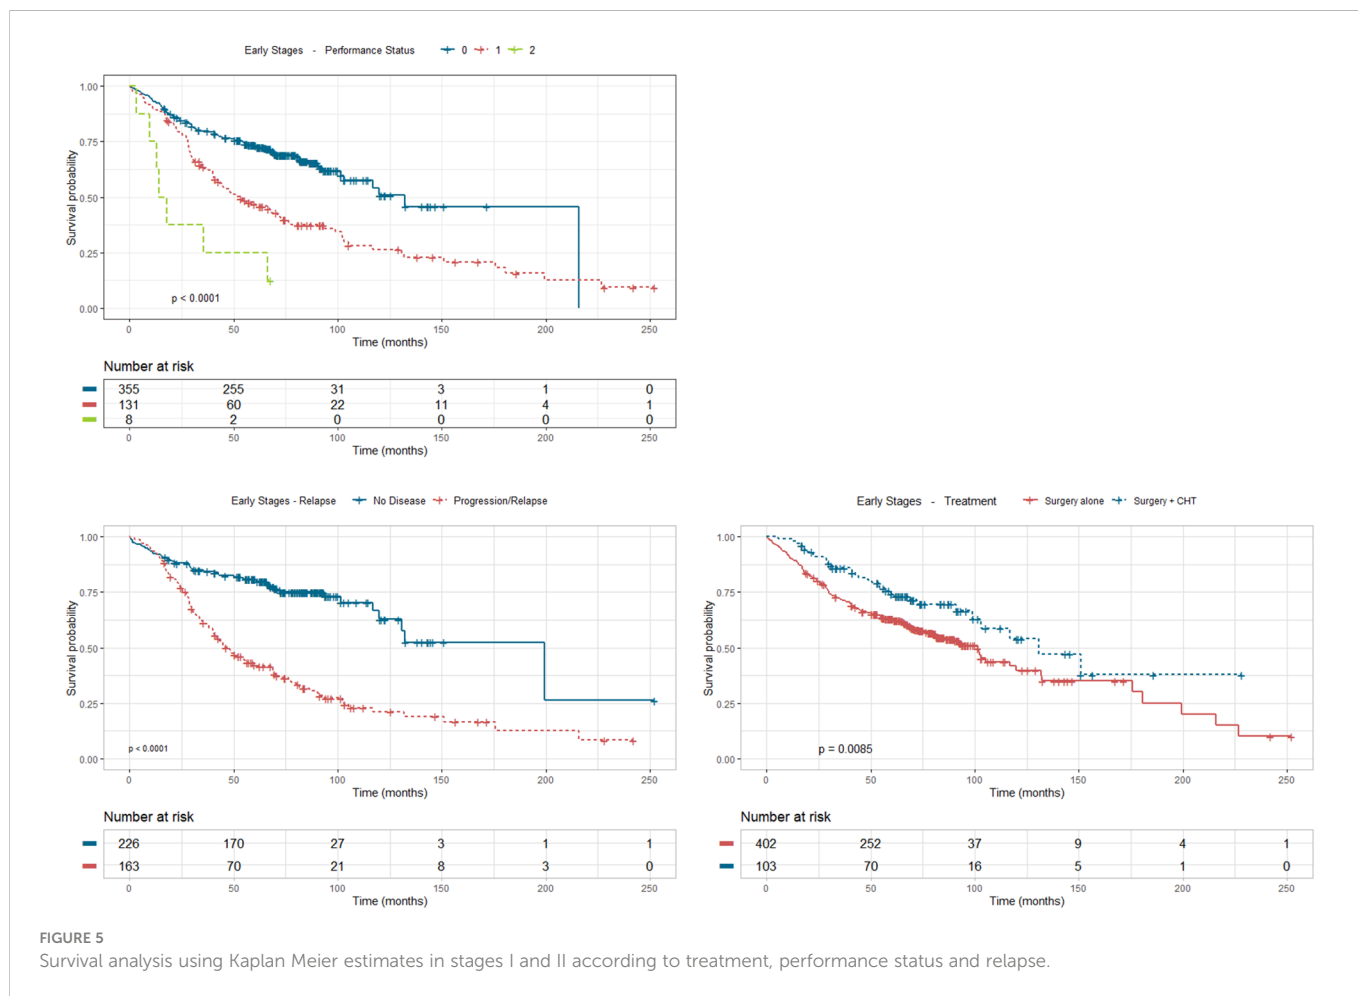 Early Stages - Performance Status 0 1 2
1.00
0.75
0.50
0.25
0.00
Survival probability
p < 0.0001
0 50 100 150 200 250
Time (months)
Number at risk
355 255 31 3 1 0
131 60 22 11 4 1
8 2 0 0 0 0
0 50 100 150 200 250
Time (months)
Early Stages - Relapse No Disease Progression/Relapse
1.00
0.75
0.50
0.25
0.00
Survival probability
p < 0.0001
0 50 100 150 200 250
Time (months)
Number at risk
226 170 27 3 1 1
163 70 21 8 3 0
0 50 100 150 200 250
Time (months)
Early Stages - Treatment Surgery alone Surgery + CHT
1.00
0.75
0.50
0.25
0.00
Survival probability
p = 0.0085
0 50 100 150 200 250
Time (months)
Number at risk
402 252 37 9 4 1
103 70 16 5 1 0
0 50 100 150 200 250
Time (months)
FIGURE 5
Survival analysis using Kaplan Meier estimates in stages I and II according to treatment, performance status and relapse.